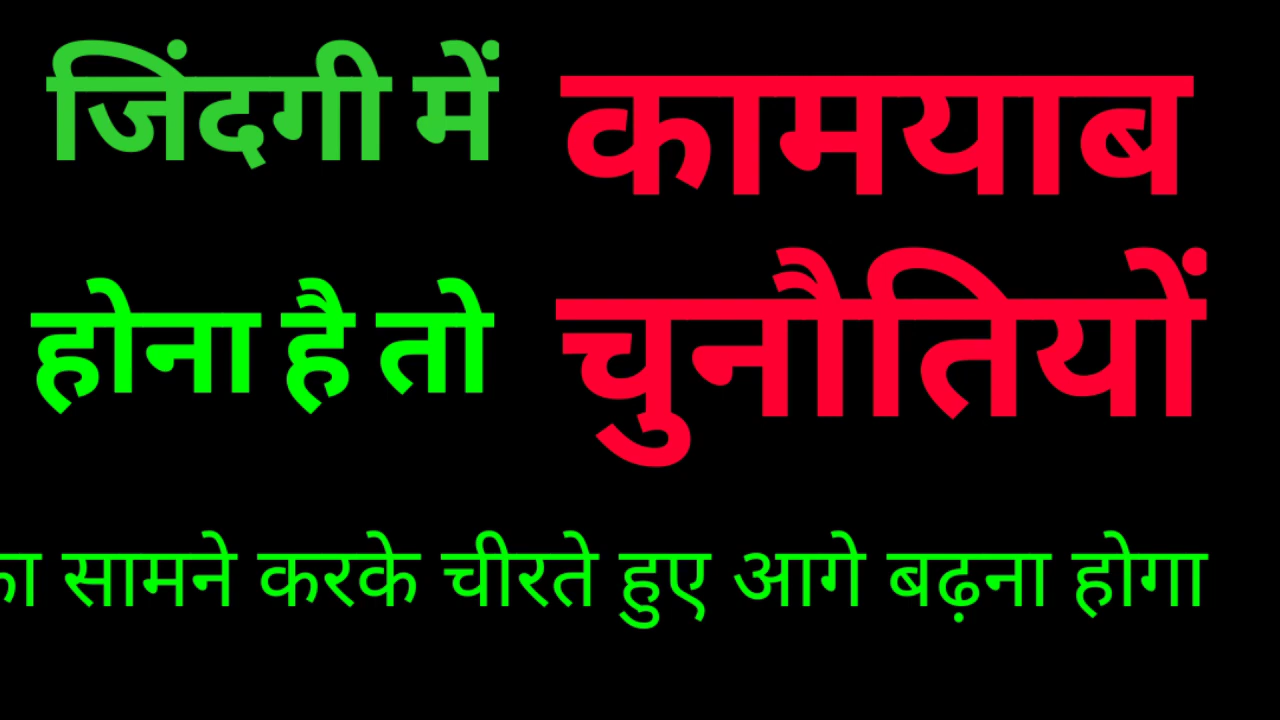 जिंदगी में कामयाब
होना है तो चुनौतियों
का सामने करके चीरते हुए आगे बढ़ना होगा